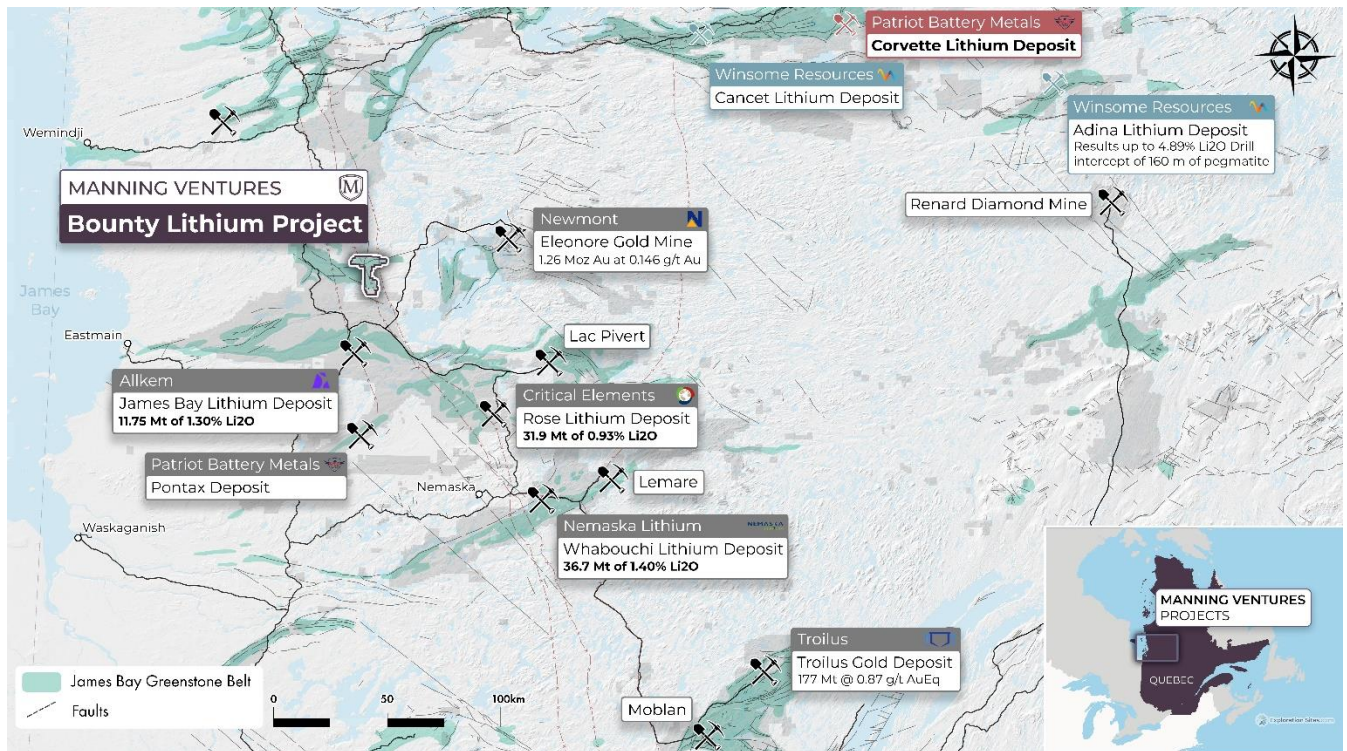 Patriot Battery Metals
Corvette Lithium Deposit
Winsome Resources
Cancet Lithium Deposit
Winsome Resources
Adina Lithium Deposit
Results up to 4.89% Li2O Drill
intercept of 160 m of pegmatite
Wemindji
MANNING VENTURES
M
Bounty Lithium Project
Renard Diamond Mine
Newmont
N
Eleonore Gold Mine
1.26 Moz Au at 0.146 g/t Au
James
Bay
Eastmain
Lac Pivert
Allkem
James Bay Lithium Deposit
11.75 Mt of 1.30% Li2O
Critical Elements
Rose Lithium Deposit
31.9 Mt of 0.93% Li2O
Patriot Battery Metals
Pontax Deposit
Nemaska
Lemare
Waskaganish
Nemaska Lithium
NEMASKA
Whabouchi Lithium Deposit
36.7 Mt of 1.40% Li2O
MANNING VENTURES
PROJECTS
QUEBEC
Troilus
Troilus Gold Deposit
177 Mt @ 0.87 g/t AuEq
Moblan
James Bay Greenstone Belt
Faults
0 50 100km
Exploration Sites.com